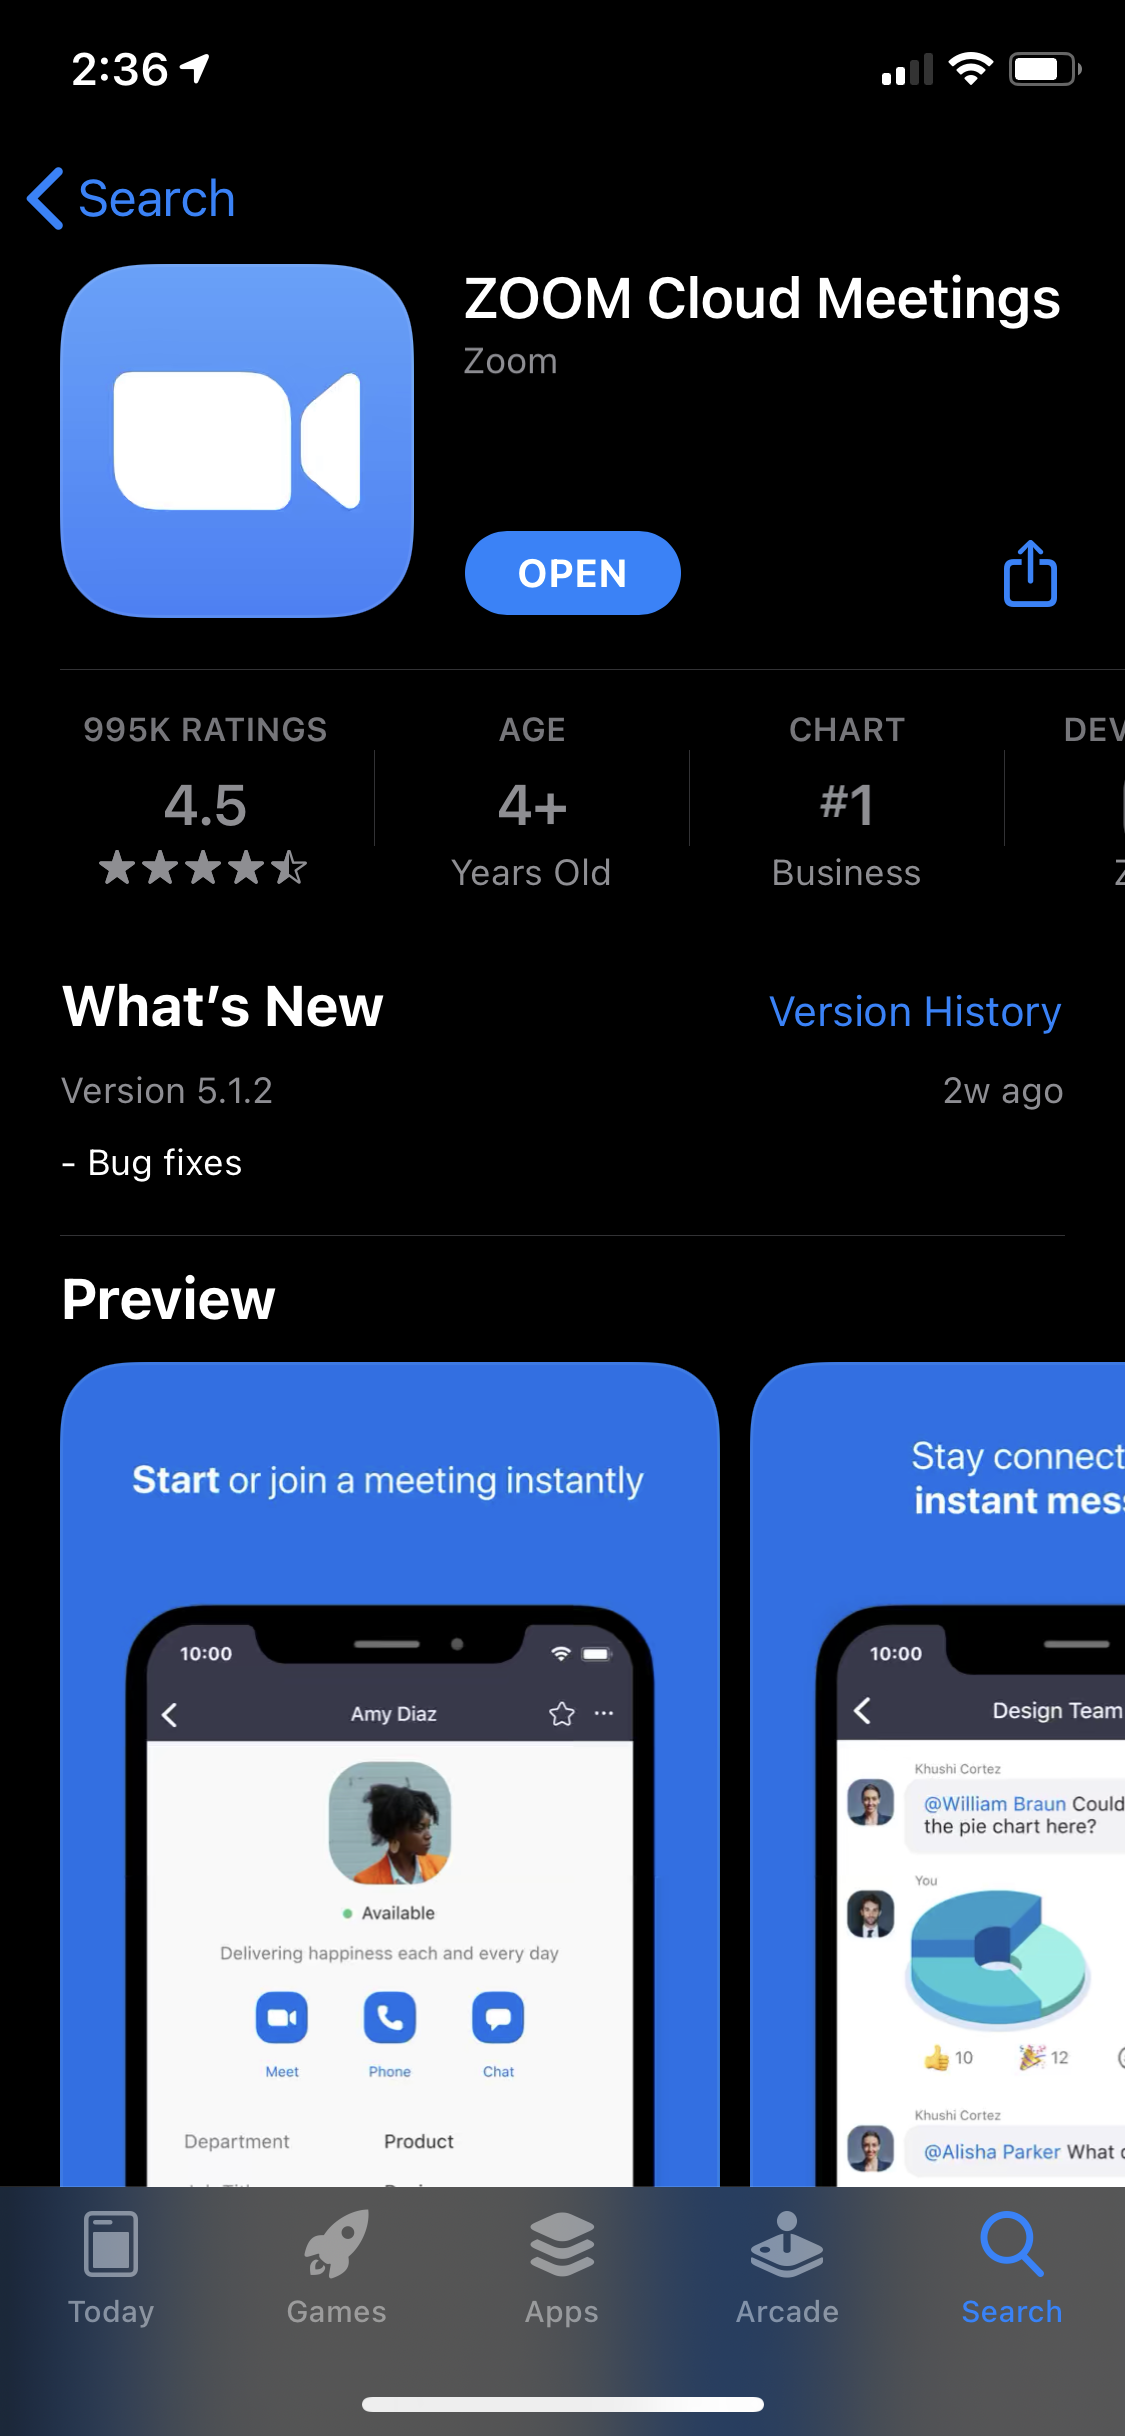 2:36
Search
ZOOM Cloud Meetings
Zoom
OPEN
995K RATINGS
4.5
AGE
4+
Years Old
CHART
#1
Business
What's New
Version History
Version 5.1.2
2w ago
- Bug fixes
Preview
Start or join a meeting instantly
10:00
Amy Diaz
Available
Delivering happiness each and every day
Meet
Phone
Chat
Department
Product
Stay connect
instant mes
10:00
Design Team
Khushi Cortez
@William Braun Could
the pie chart here?
You
10
12
Khushi Cortez
@Alisha Parker What
Today
Games
Apps
Arcade
Search